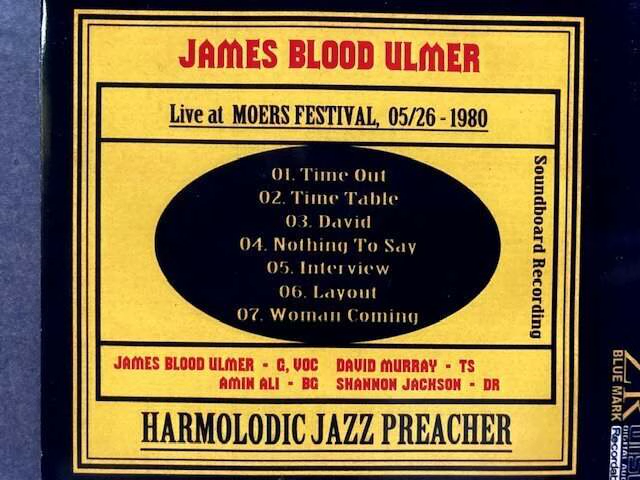 JAMES BLOOD ULMER
Live at MOERS FESTIVAL, 05/26 - 1980
01. Time Out
02. Time Table
03. David
04. Nothing To Say
05. Interview
06. Layout
07. Woman Coming
Soundboard Recording
JAMES BLOOD ULMER - G, VOC DAVID MURRAY - TS
AMIN ALI - BG SHANNON JACKSON - DR
HARMOLODIC JAZZ PREACHER
BLUE MARK